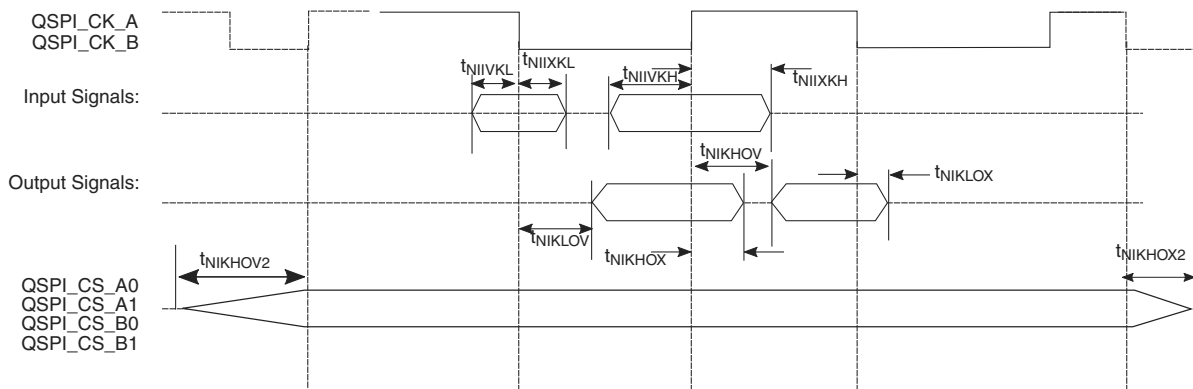 QSPI_CK_A
QSPI_CK_B
tNIIVKL
tNIIXKL
tNIIVKH
tNIIXKH
Input Signals:
tNIKHOV
Output Signals:
tNIKLOX
tNIKLOV
tNIKHOX
tNIKHOV2
tNIKHOX2
QSPI_CS_A0
QSPI_CS_A1
QSPI_CS_B0
QSPI_CS_B1